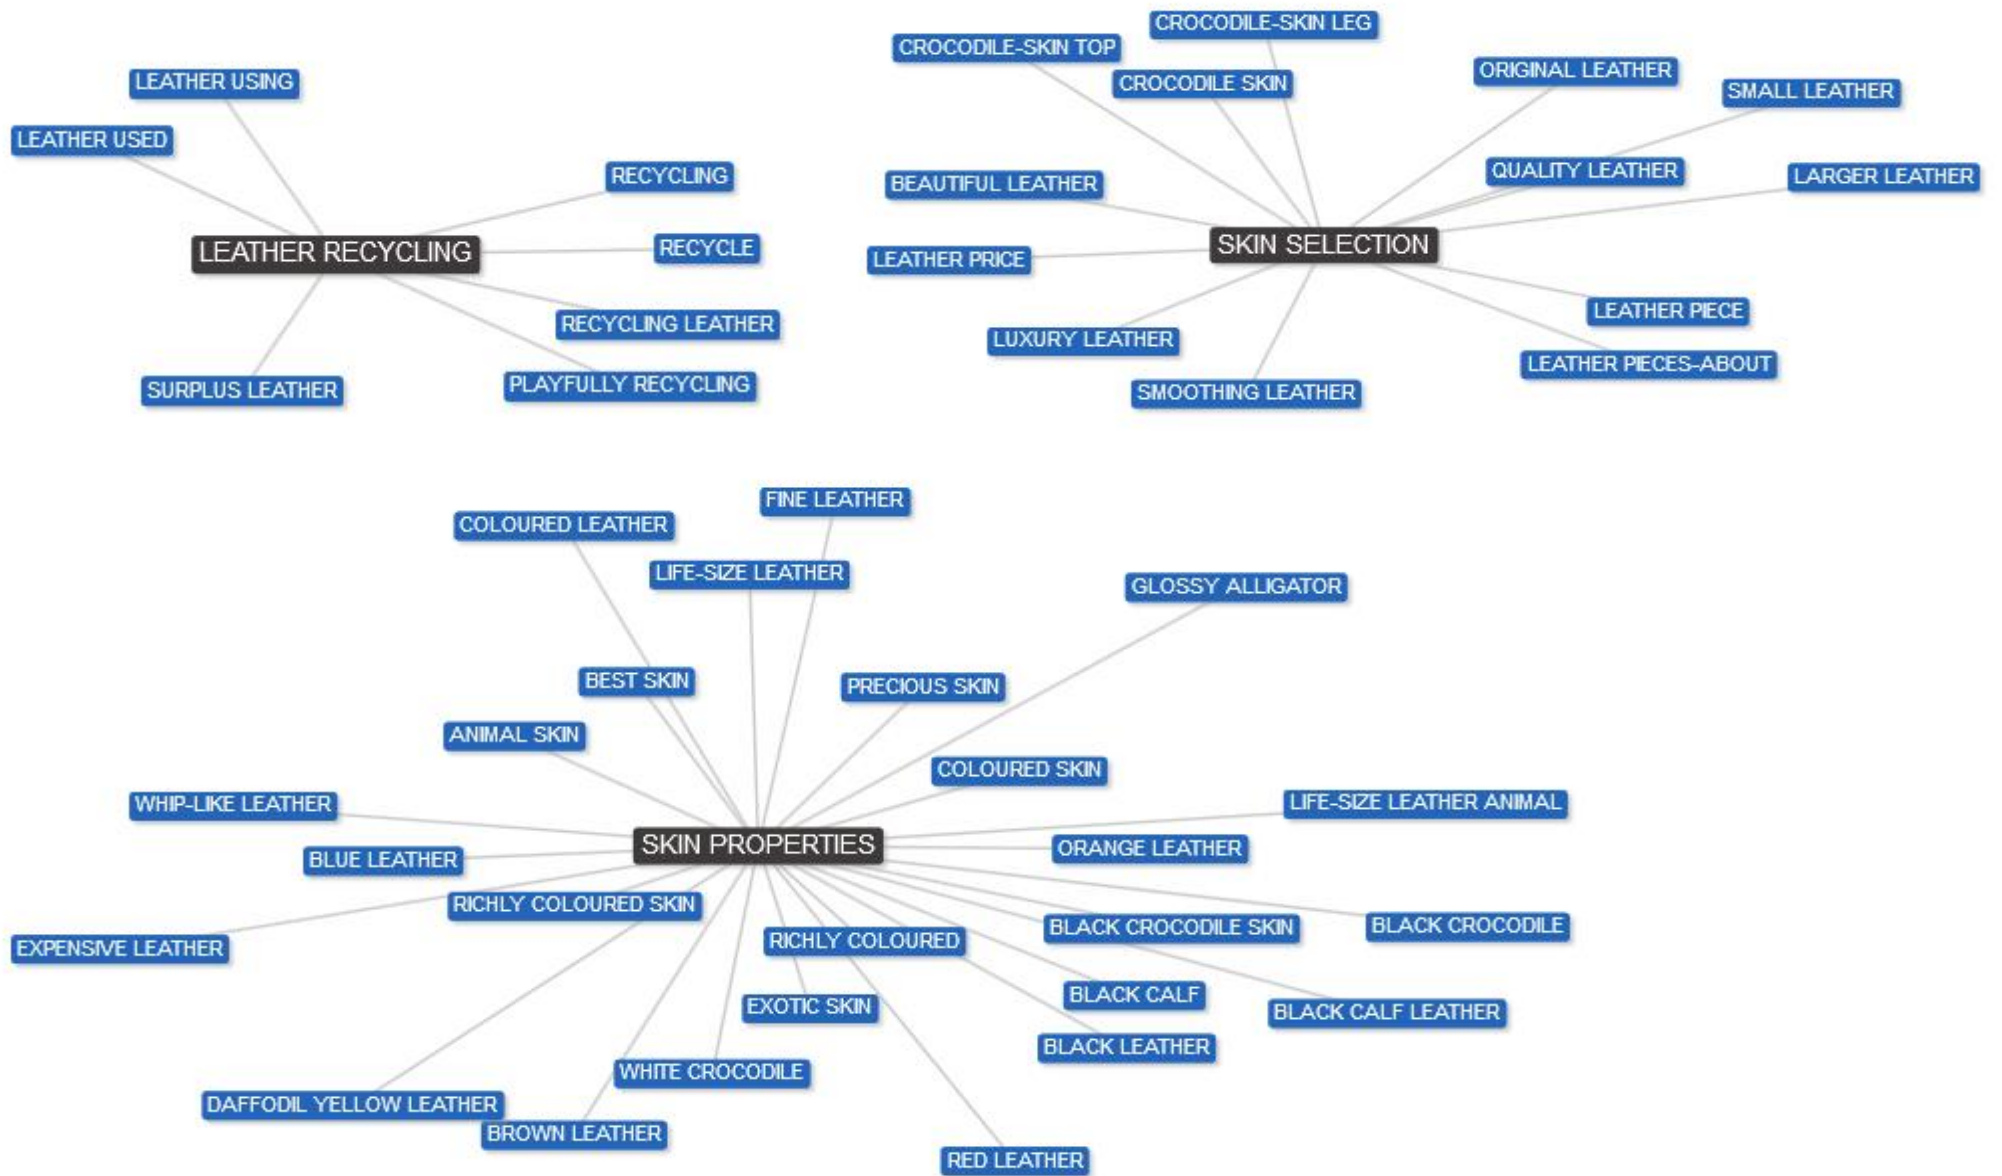 LEATHER USING
LEATHER USED
RECYCLING
RECYCLE
LEATHER RECYCLING
RECYCLING LEATHER
PLAYFULLY RECYCLING
SURPLUS LEATHER
CROCODILE-SKIN LEG
CROCODILE-SKIN TOP
CROCODILE SKIN
ORIGINAL LEATHER
SMALL LEATHER
QUALITY LEATHER
LARGER LEATHER
BEAUTIFUL LEATHER
SKIN SELECTION
LEATHER PRICE
LEATHER PIECE
LUXURY LEATHER
LEATHER PIECES-ABOUT
SMOOTHING LEATHER
FINE LEATHER
COLOURED LEATHER
LIFE-SIZE LEATHER
GLOSSY ALLIGATOR
BEST SKIN
PRECIOUS SKIN
ANIMAL SKIN
COLOURED SKIN
WHIP-LIKE LEATHER
LIFE-SIZE LEATHER ANIMAL
SKIN PROPERTIES
ORANGE LEATHER
BLUE LEATHER
RICHLY COLOURED SKIN
BLACK CROCODILE SKIN
BLACK CROCODILE
EXPENSIVE LEATHER
RICHLY COLOURED
BLACK CALF
EXOTIC SKIN
BLACK CALF LEATHER
BLACK LEATHER
WHITE CROCODILE
DAFFODIL YELLOW LEATHER
BROWN LEATHER
RED LEATHER